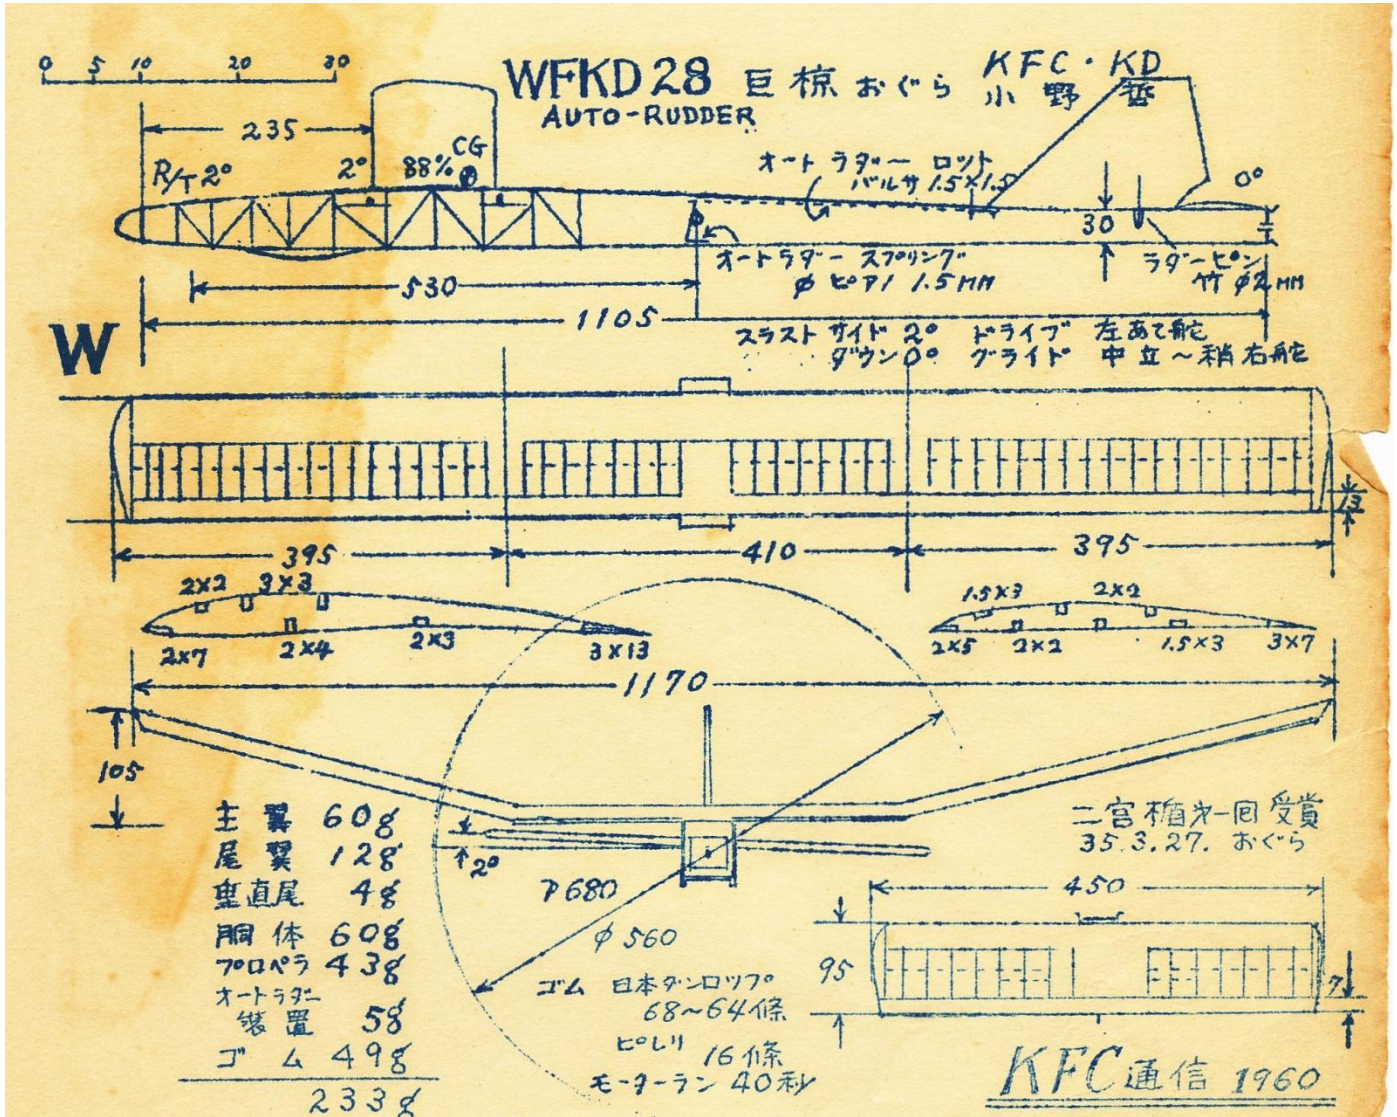 0 5 10 20 30
WFKD28 巨椋 おぐら
KFC・KD
小野
AUTO-RUDDER
235
R/T 2°
2°
88%
CG
オートラダー ロット
バルサ 1.5×1.5
0°
30
オートラダー スプリング
φ ピアノ 1.5MM
ラダーピン
竹 φ2MM
530
1105
スラスト サイド 2° ドライブ 左あて舵
ダウン 0° グライド 中立～稍右舵
W
13
395
410
395
2×2 3×3
2×7 2×4 2×3 3×13
1.5×3 2×2
2×5 2×2 1.5×3 3×7
1170
105
2°
P680
φ560
主翼 60g
尾翼 12g
垂直尾 4g
胴体 60g
プロペラ 43g
オートラダー
装置 5g
ゴム 49g
233g
ゴム 日本ダンロップ
68～64條
ピレリ 16條
モーターラン 40秒
二宮楯才一回受賞
35.3.27. おぐら
450
95
7
KFC通信 1960